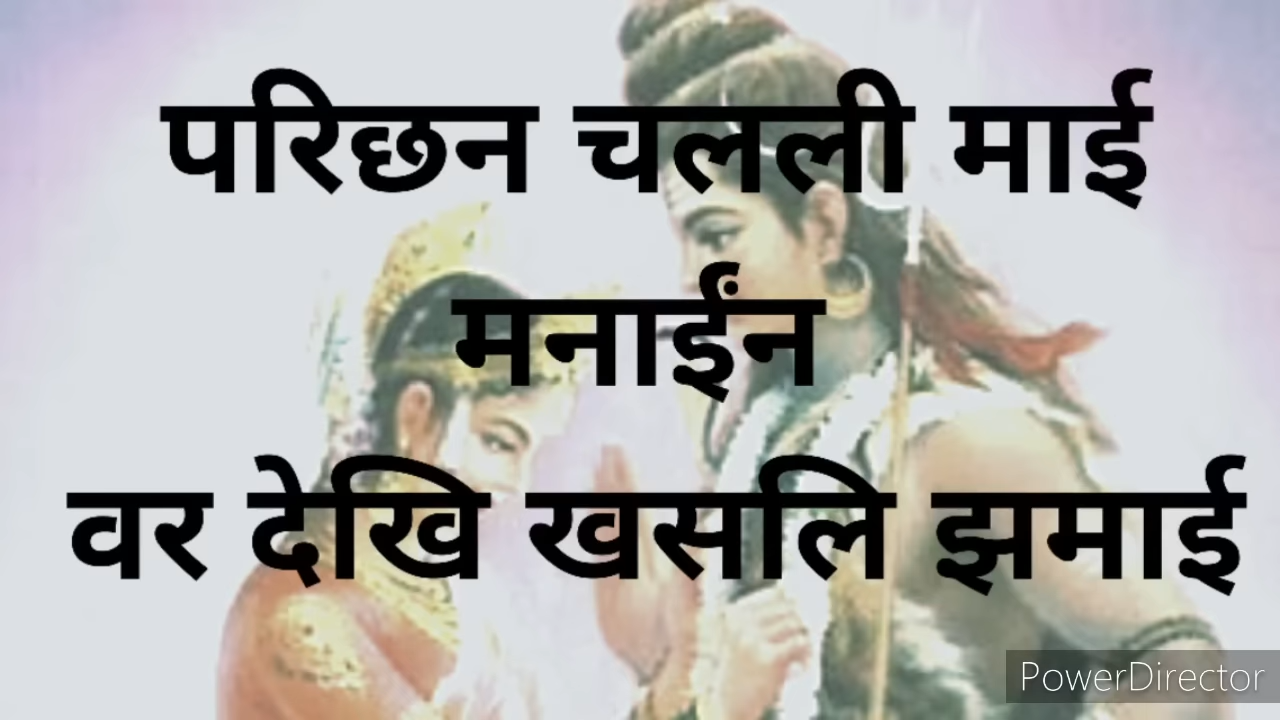 परिछन चलली माई
मनाईंन
वर देखि खसलि झमाई
PowerDirector